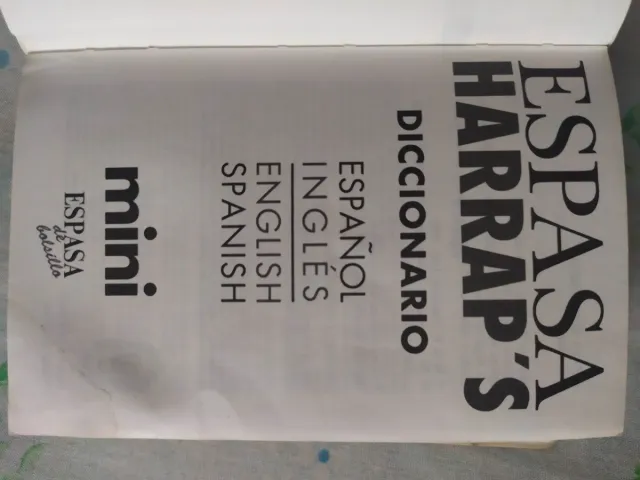 ESPASA
HARRAP'S
DICCIONARIO
ESPAÑOL
INGLÉS
ENGLISH
SPANISH
mini
ESPASA
de
bolsillo